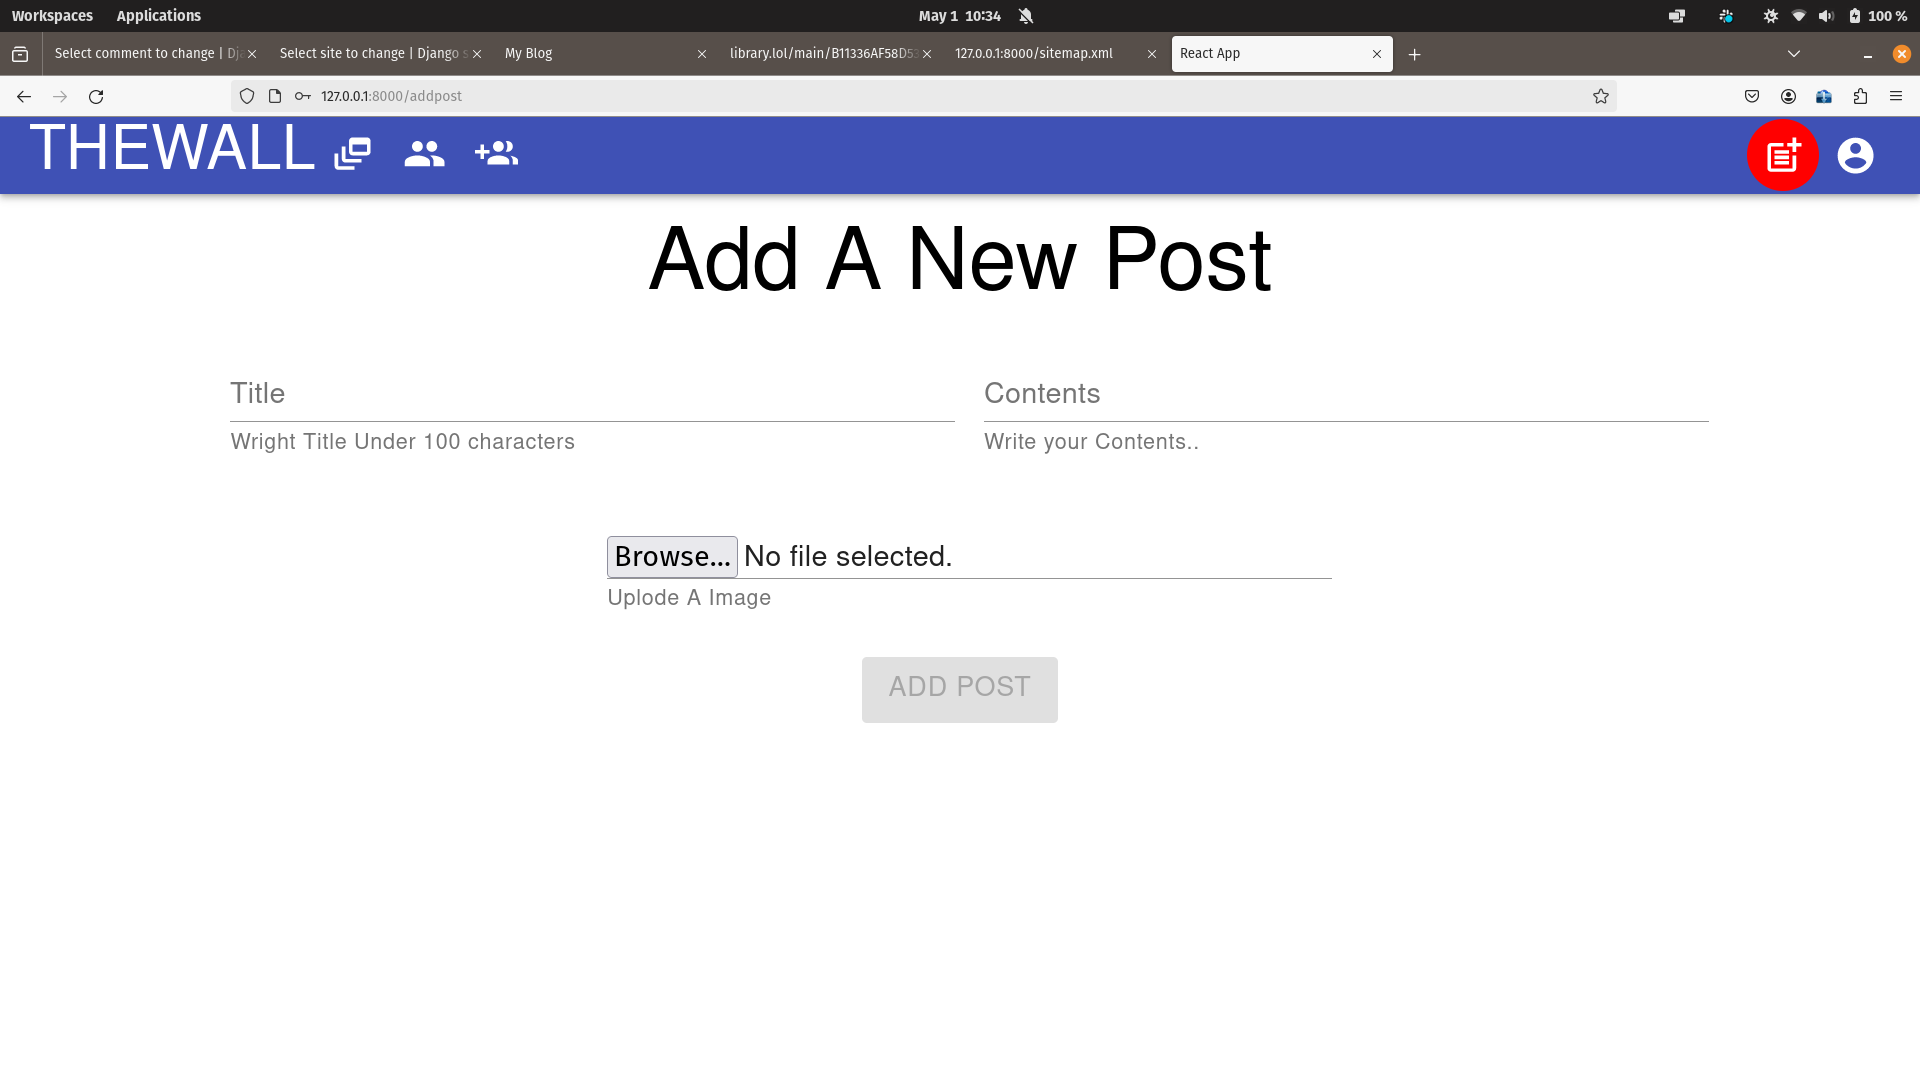 Workspaces Applications May 1 10:34 100 %
Select comment to change | Dj Select site to change | Django s My Blog library.lol/main/B11336AF58D53 127.0.0.1:8000/sitemap.xml React App
127.0.0.1:8000/addpost
THEWALL
Add A New Post
Title Contents
Wright Title Under 100 characters Write your Contents..
Browse... No file selected.
Uplode A Image
ADD POST